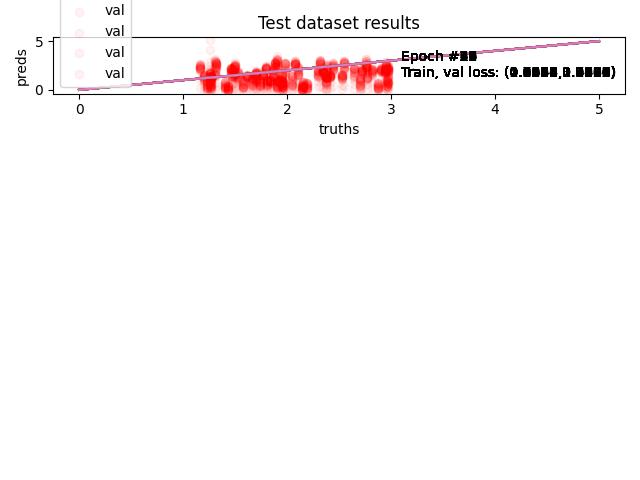 Test dataset results
val
val
val
val
5
0
preds
Epoch
Train, val loss:
0 1 2 3 4 5
truths